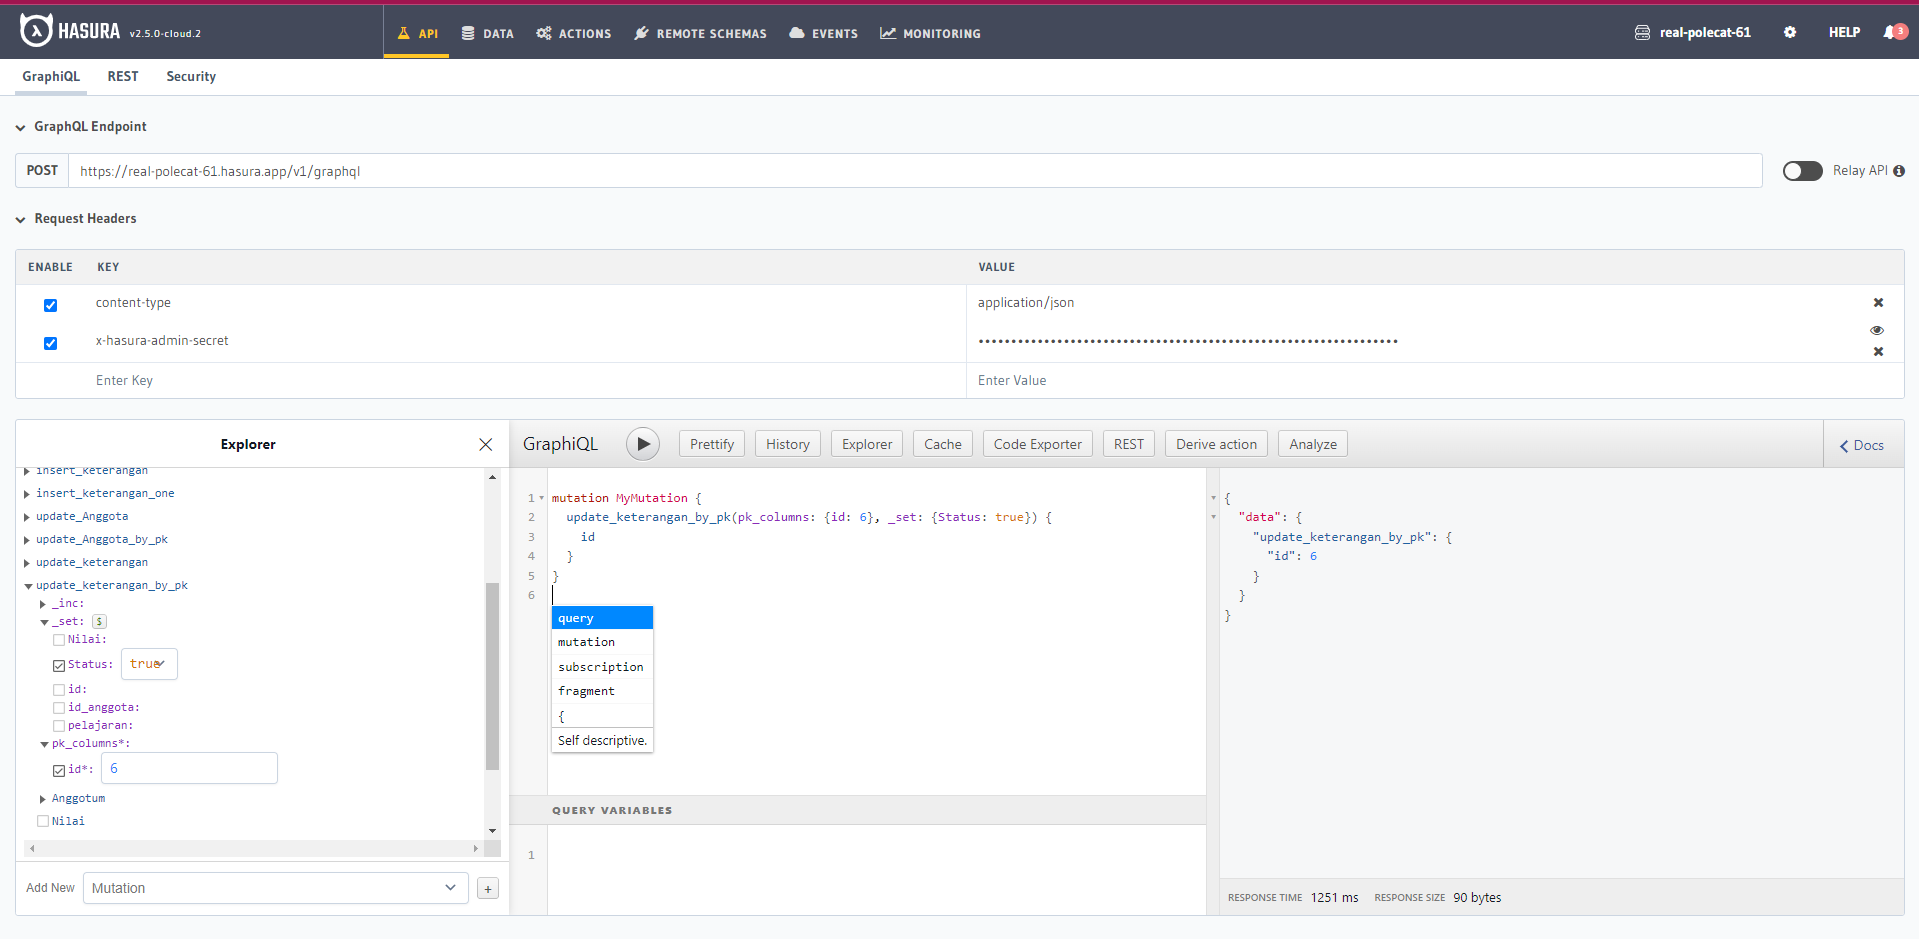 HASURA v2.5.0-cloud.2 API DATA ACTIONS REMOTE SCHEMAS EVENTS MONITORING real-polecat-61 HELP 3
GraphiQL REST Security
GraphQL Endpoint
POST https://real-polecat-61.hasura.app/v1/graphql Relay API
Request Headers
ENABLE KEY VALUE
content-type application/json
x-hasura-admin-secret ••••••••••••••••••••••••••••••••••••••••••••••••••••••••••••••••
Enter Key Enter Value
Explorer
insert_keterangan
insert_keterangan_one
update_Anggota
update_Anggota_by_pk
update_keterangan
update_keterangan_by_pk
_inc:
_set: $
Nilai:
Status: true
id:
id_anggota:
pelajaran:
pk_columns*:
id*: 6
Anggotum
Nilai
Add New Mutation +
GraphiQL Prettify History Explorer Cache Code Exporter REST Derive action Analyze Docs
1 mutation MyMutation {
2 update_keterangan_by_pk(pk_columns: {id: 6}, _set: {Status: true}) {
3 id
4 }
5 }
6
query
mutation
subscription
fragment
{
Self descriptive.
QUERY VARIABLES
1
{
"data": {
"update_keterangan_by_pk": {
"id": 6
}
}
}
RESPONSE TIME 1251 ms RESPONSE SIZE 90 bytes